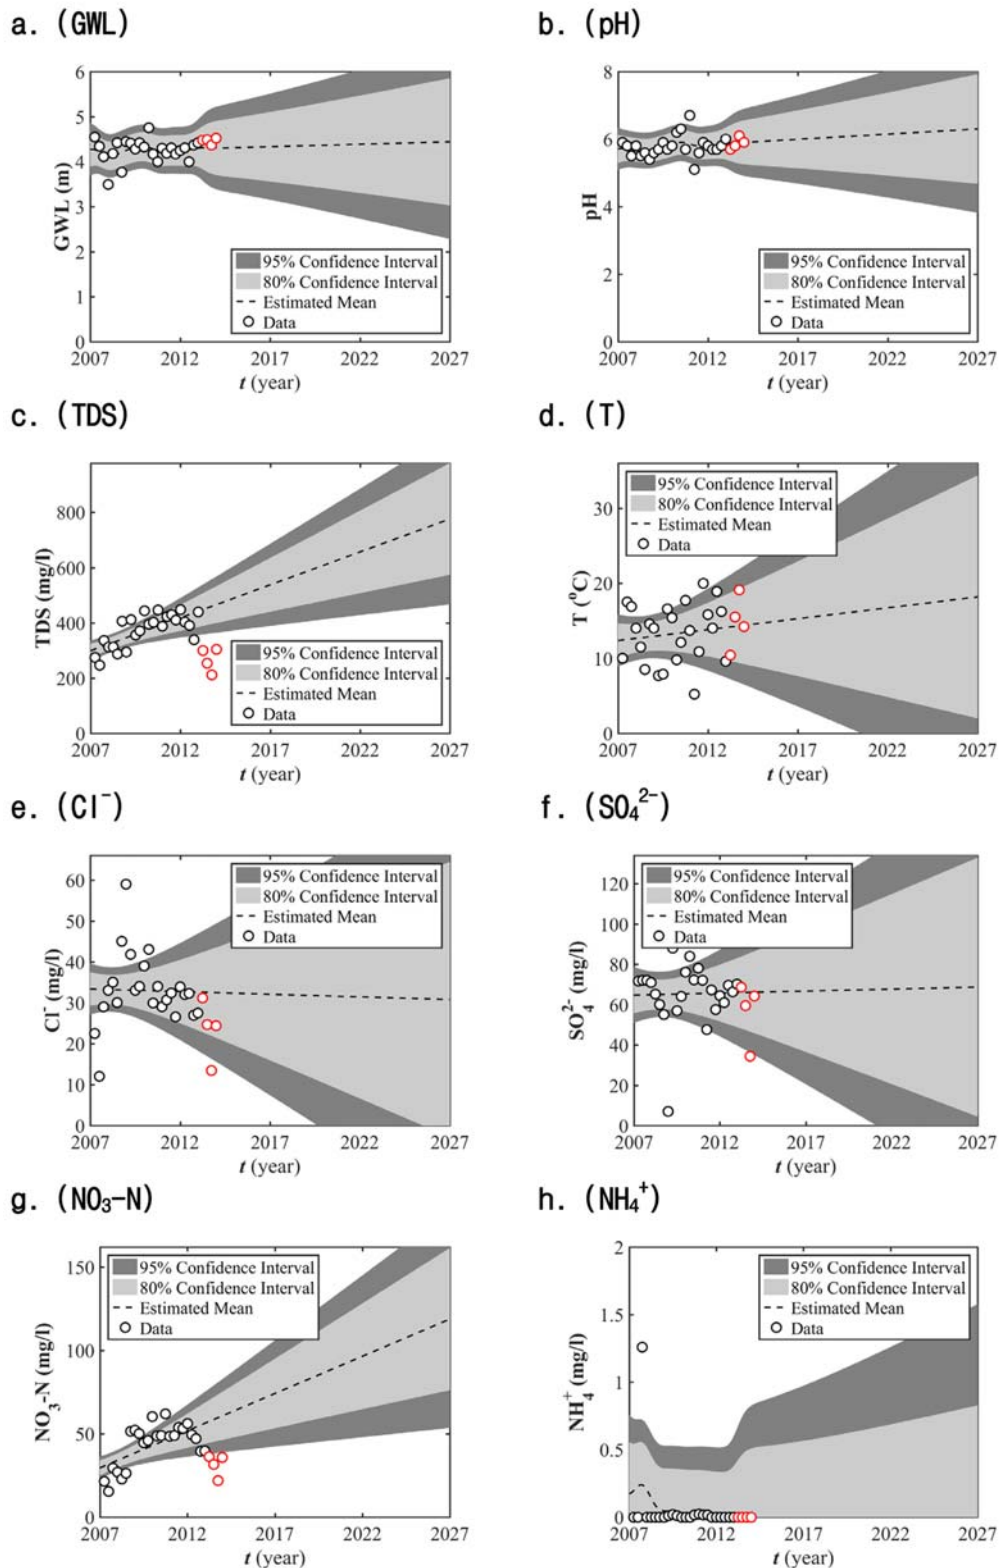 a. (GWL)
b. (pH)
6
5
4
3
2
1
0
GWL (m)
95% Confidence Interval
80% Confidence Interval
Estimated Mean
Data
2007 2012 2017 2022 2027
t (year)
8
6
4
2
0
pH
95% Confidence Interval
80% Confidence Interval
Estimated Mean
Data
2007 2012 2017 2022 2027
t (year)
c. (TDS)
d. (T)
800
600
400
200
0
TDS (mg/l)
95% Confidence Interval
80% Confidence Interval
Estimated Mean
Data
2007 2012 2017 2022 2027
t (year)
30
20
10
0
T (°C)
95% Confidence Interval
80% Confidence Interval
Estimated Mean
Data
2007 2012 2017 2022 2027
t (year)
e. (Cl⁻)
f. (SO₄²⁻)
60
50
40
30
20
10
0
Cl⁻ (mg/l)
95% Confidence Interval
80% Confidence Interval
Estimated Mean
Data
2007 2012 2017 2022 2027
t (year)
120
100
80
60
40
20
0
SO₄²⁻ (mg/l)
95% Confidence Interval
80% Confidence Interval
Estimated Mean
Data
2007 2012 2017 2022 2027
t (year)
g. (NO₃-N)
h. (NH₄⁺)
150
100
50
0
NO₃-N (mg/l)
95% Confidence Interval
80% Confidence Interval
Estimated Mean
Data
2007 2012 2017 2022 2027
t (year)
2
1.5
1
0.5
0
NH₄⁺ (mg/l)
95% Confidence Interval
80% Confidence Interval
Estimated Mean
Data
2007 2012 2017 2022 2027
t (year)